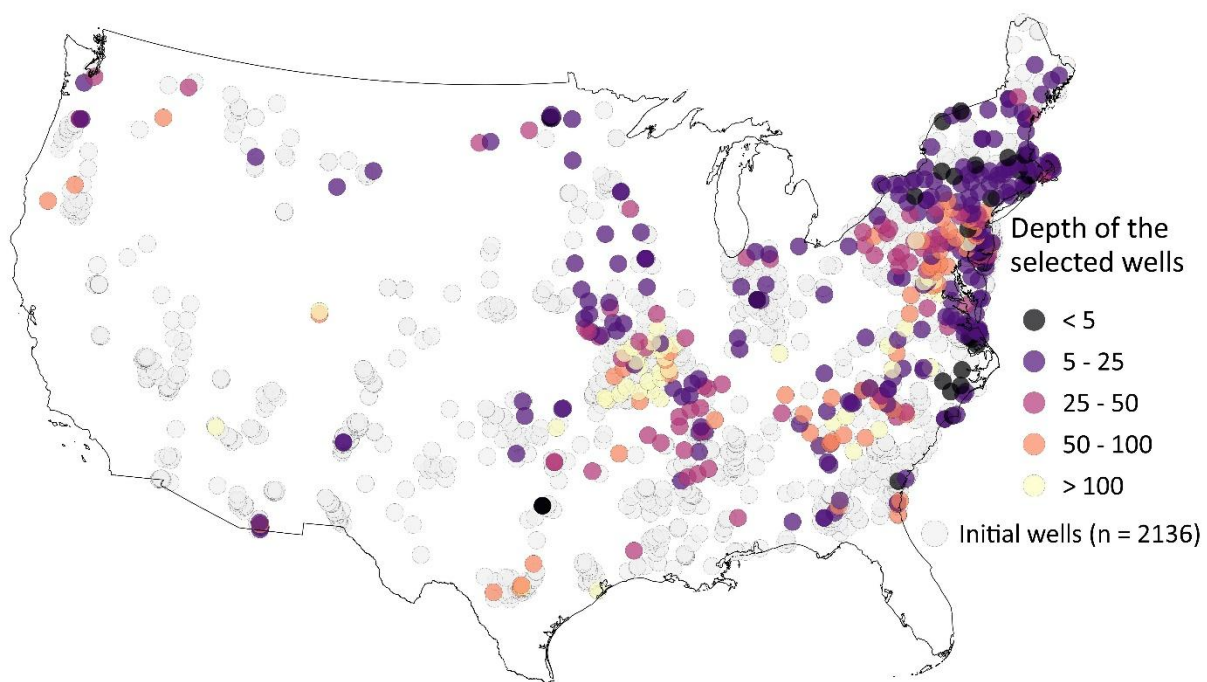 Depth of the
selected wells
< 5
5 - 25
25 - 50
50 - 100
> 100
Initial wells (n = 2136)